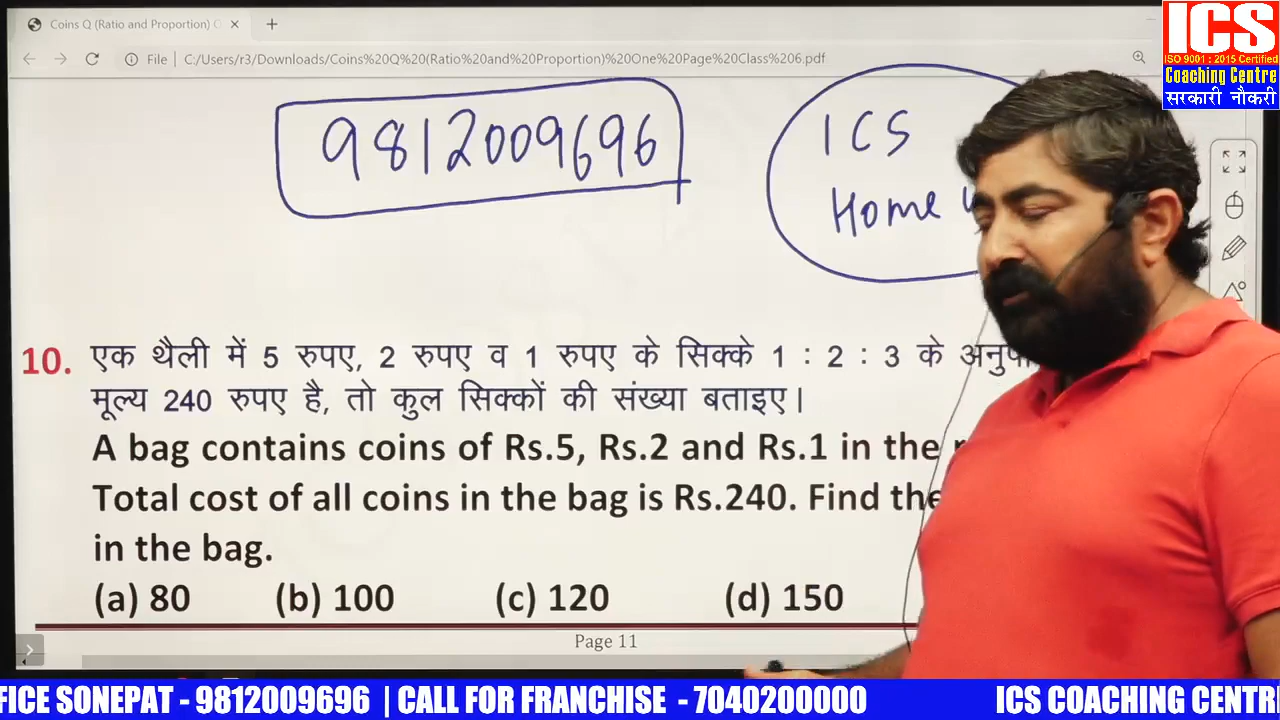 Coins Q (Ratio and Proportion) O
File | C:/Users/r3/Downloads/Coins%20Q%20(Ratio%20and%20Proportion)%20One%20Page%20Class%206.pdf
ICS
ISO 9001 : 2015 Certified
Coaching Centre
सरकारी नौकरी
9812009696
ICS
Home
10. एक थैली में 5 रुपए, 2 रुपए व 1 रुपए के सिक्के 1 : 2 : 3 के
मूल्य 240 रुपए है, तो कुल सिक्कों की संख्या बताइए।
A bag contains coins of Rs.5, Rs.2 and Rs.1 in the
Total cost of all coins in the bag is Rs.240. Find the
in the bag.
(a) 80 (b) 100 (c) 120 (d) 150
Page 11
FFICE SONEPAT - 9812009696 | CALL FOR FRANCHISE - 7040200000 ICS COACHING CENTR